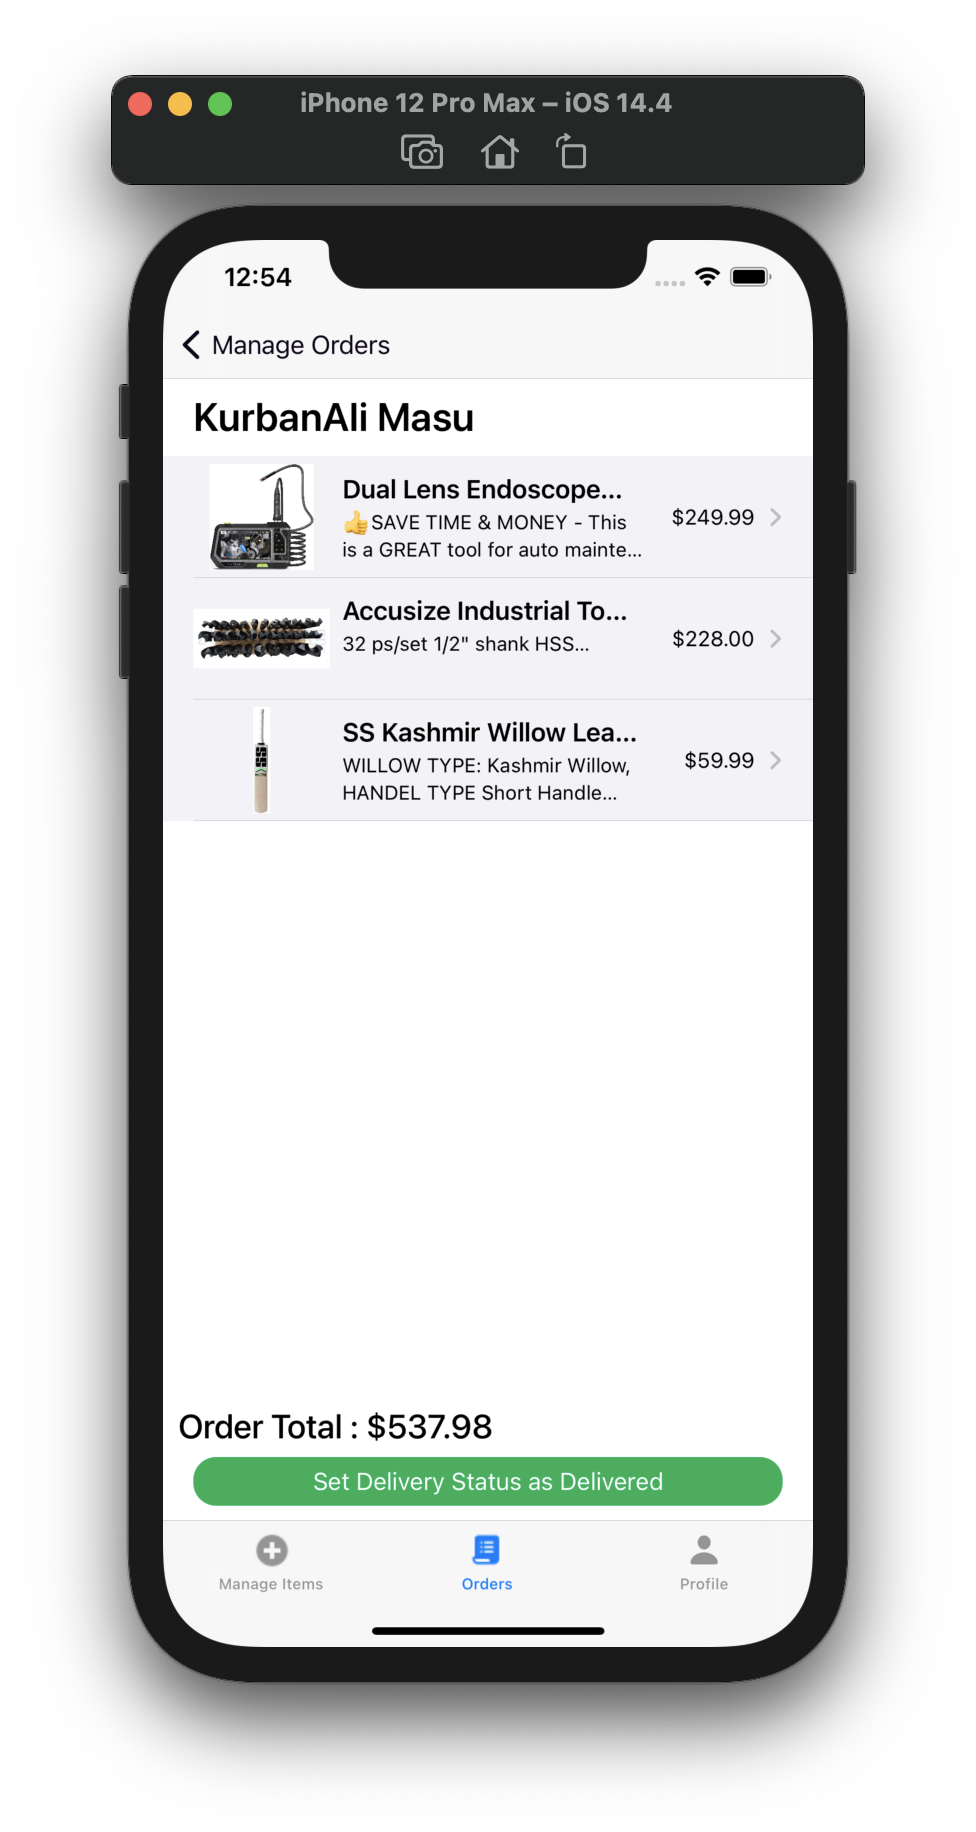 iPhone 12 Pro Max – iOS 14.4
12:54
Manage Orders
KurbanAli Masu
Dual Lens Endoscope...
👍SAVE TIME & MONEY - This
is a GREAT tool for auto mainte...
$249.99
Accusize Industrial To...
32 ps/set 1/2" shank HSS...
$228.00
SS Kashmir Willow Lea...
WILLOW TYPE: Kashmir Willow,
HANDEL TYPE Short Handle...
$59.99
Order Total : $537.98
Set Delivery Status as Delivered
Manage Items
Orders
Profile